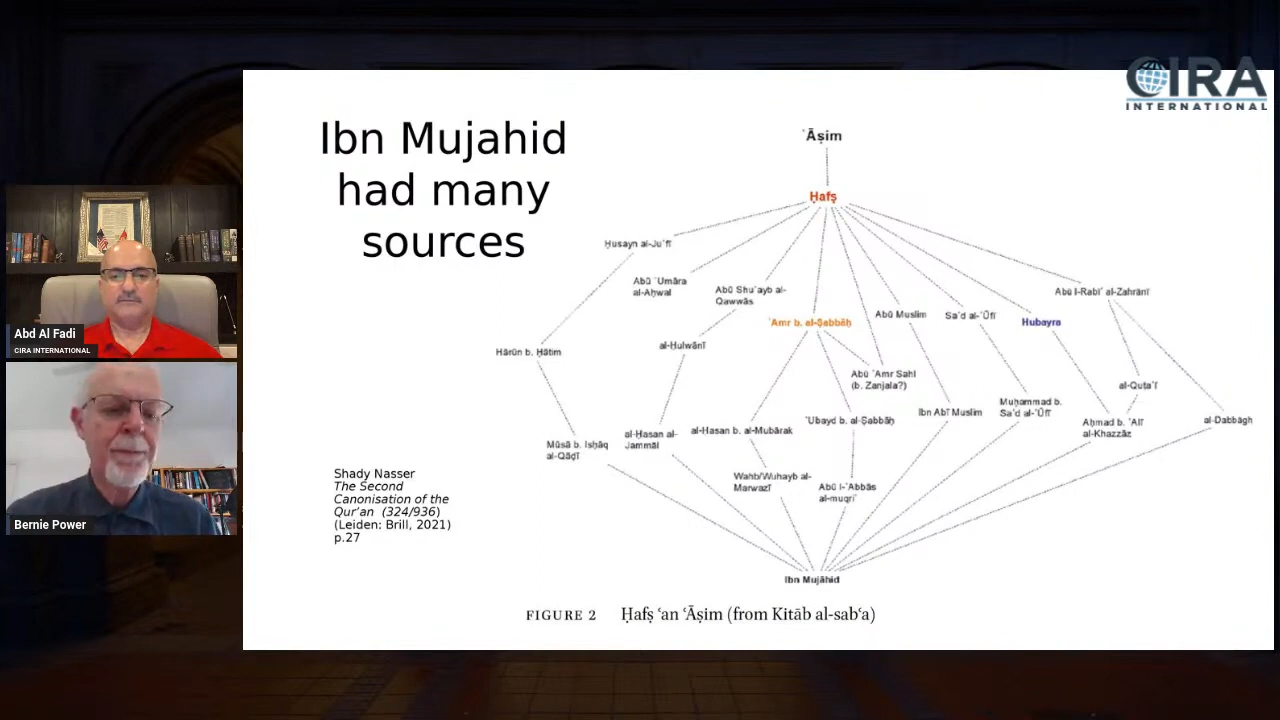 CIRA
INTERNATIONAL
Ibn Mujahid
had many
sources
ʿĀṣim
Ḥafṣ
Ḥusayn al-Juʿfī
Abū ʿUmāra
al-Aḥwal
Abū Shuʿayb al-
Qawwās
ʿAmr b. al-Ṣabbāḥ
Abū Muslim
Saʿd al-ʿŪfī
Hubayra
Abū l-Rabīʿ al-Zahrānī
Hārūn b. Ḥātim
al-Ḥulwānī
Abū ʿAmr Sahl
(b. Zanjala?)
al-Quṭaʿī
Mūsā b. Isḥāq
al-Qāḍī
al-Ḥasan al-
Jammāl
al-Ḥasan b. al-Mubārak
ʿUbayd b. al-Ṣabbāḥ
Ibn Abī Muslim
Muḥammad b.
Saʿd al-ʿŪfī
Aḥmad b. ʿAlī
al-Khazzāz
al-Dabbāgh
Wahb/Wuhayb al-
Marwazī
Abū l-ʿAbbās
al-muqriʾ
Ibn Mujāhid
Shady Nasser
The Second
Canonisation of the
Qur’an (324/936)
(Leiden: Brill, 2021)
p.27
FIGURE 2 Ḥafṣ ʿan ʿĀṣim (from Kitāb al-sabʿa)
Abd Al Fadi
CIRA INTERNATIONAL
Bernie Power